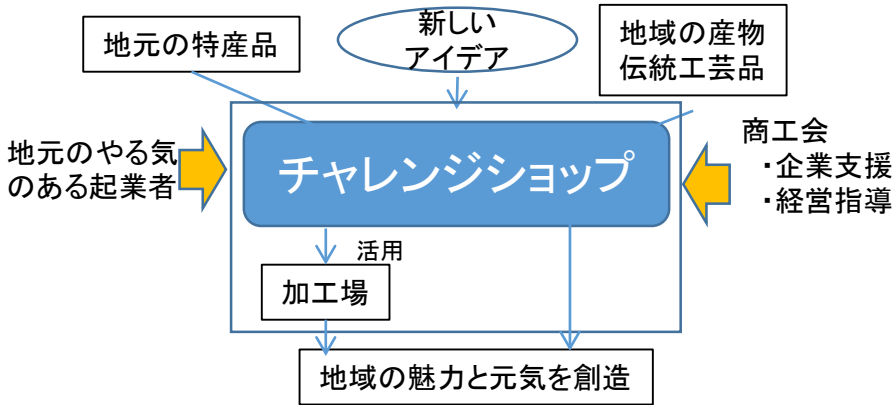 地元の特産品
新しい
アイデア
地域の産物
伝統工芸品
地元のやる気
のある起業者
チャレンジショップ
商工会
・企業支援
・経営指導
活用
加工場
地域の魅力と元気を創造